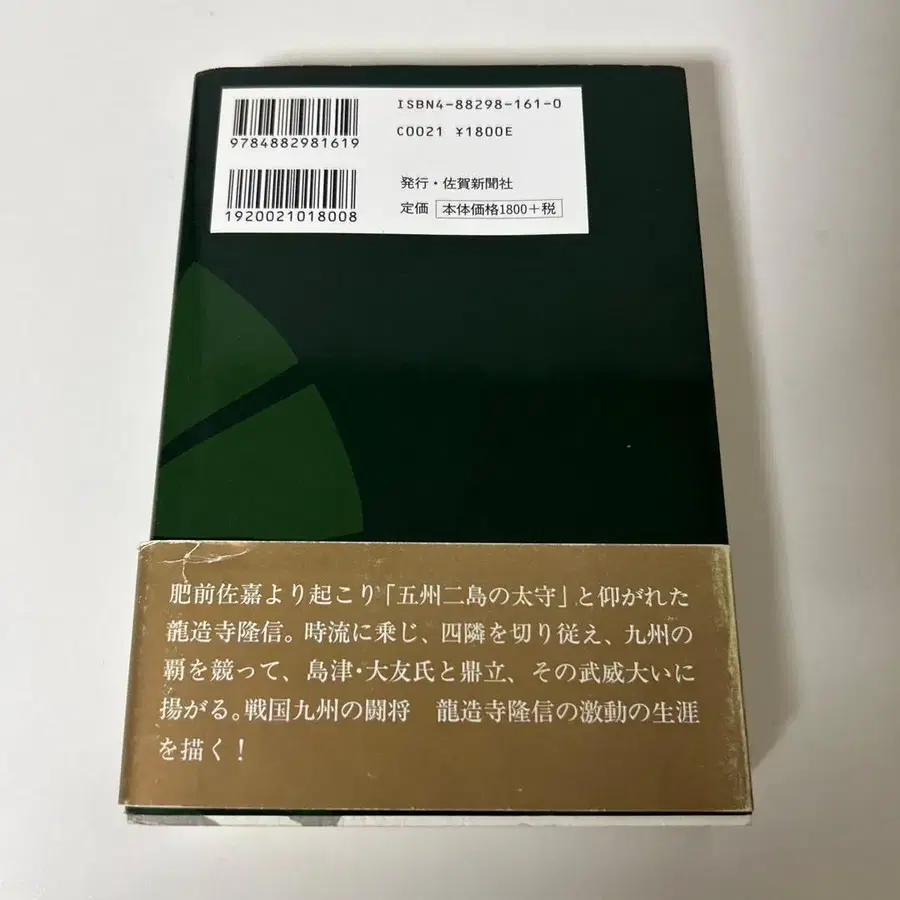 ISBN4-88298-161-0
C0021 ¥1800E
9784882981619
1920021018008
発行・佐賀新聞社
定価 本体価格1800+税
肥前佐嘉より起こり「五州二島の太守」と仰がれた
龍造寺隆信。時流に乗じ、四隣を切り従え、九州の
覇を競って、島津・大友氏と鼎立、その武威大いに
揚がる。戦国九州の闘将　龍造寺隆信の激動の生涯
を描く!